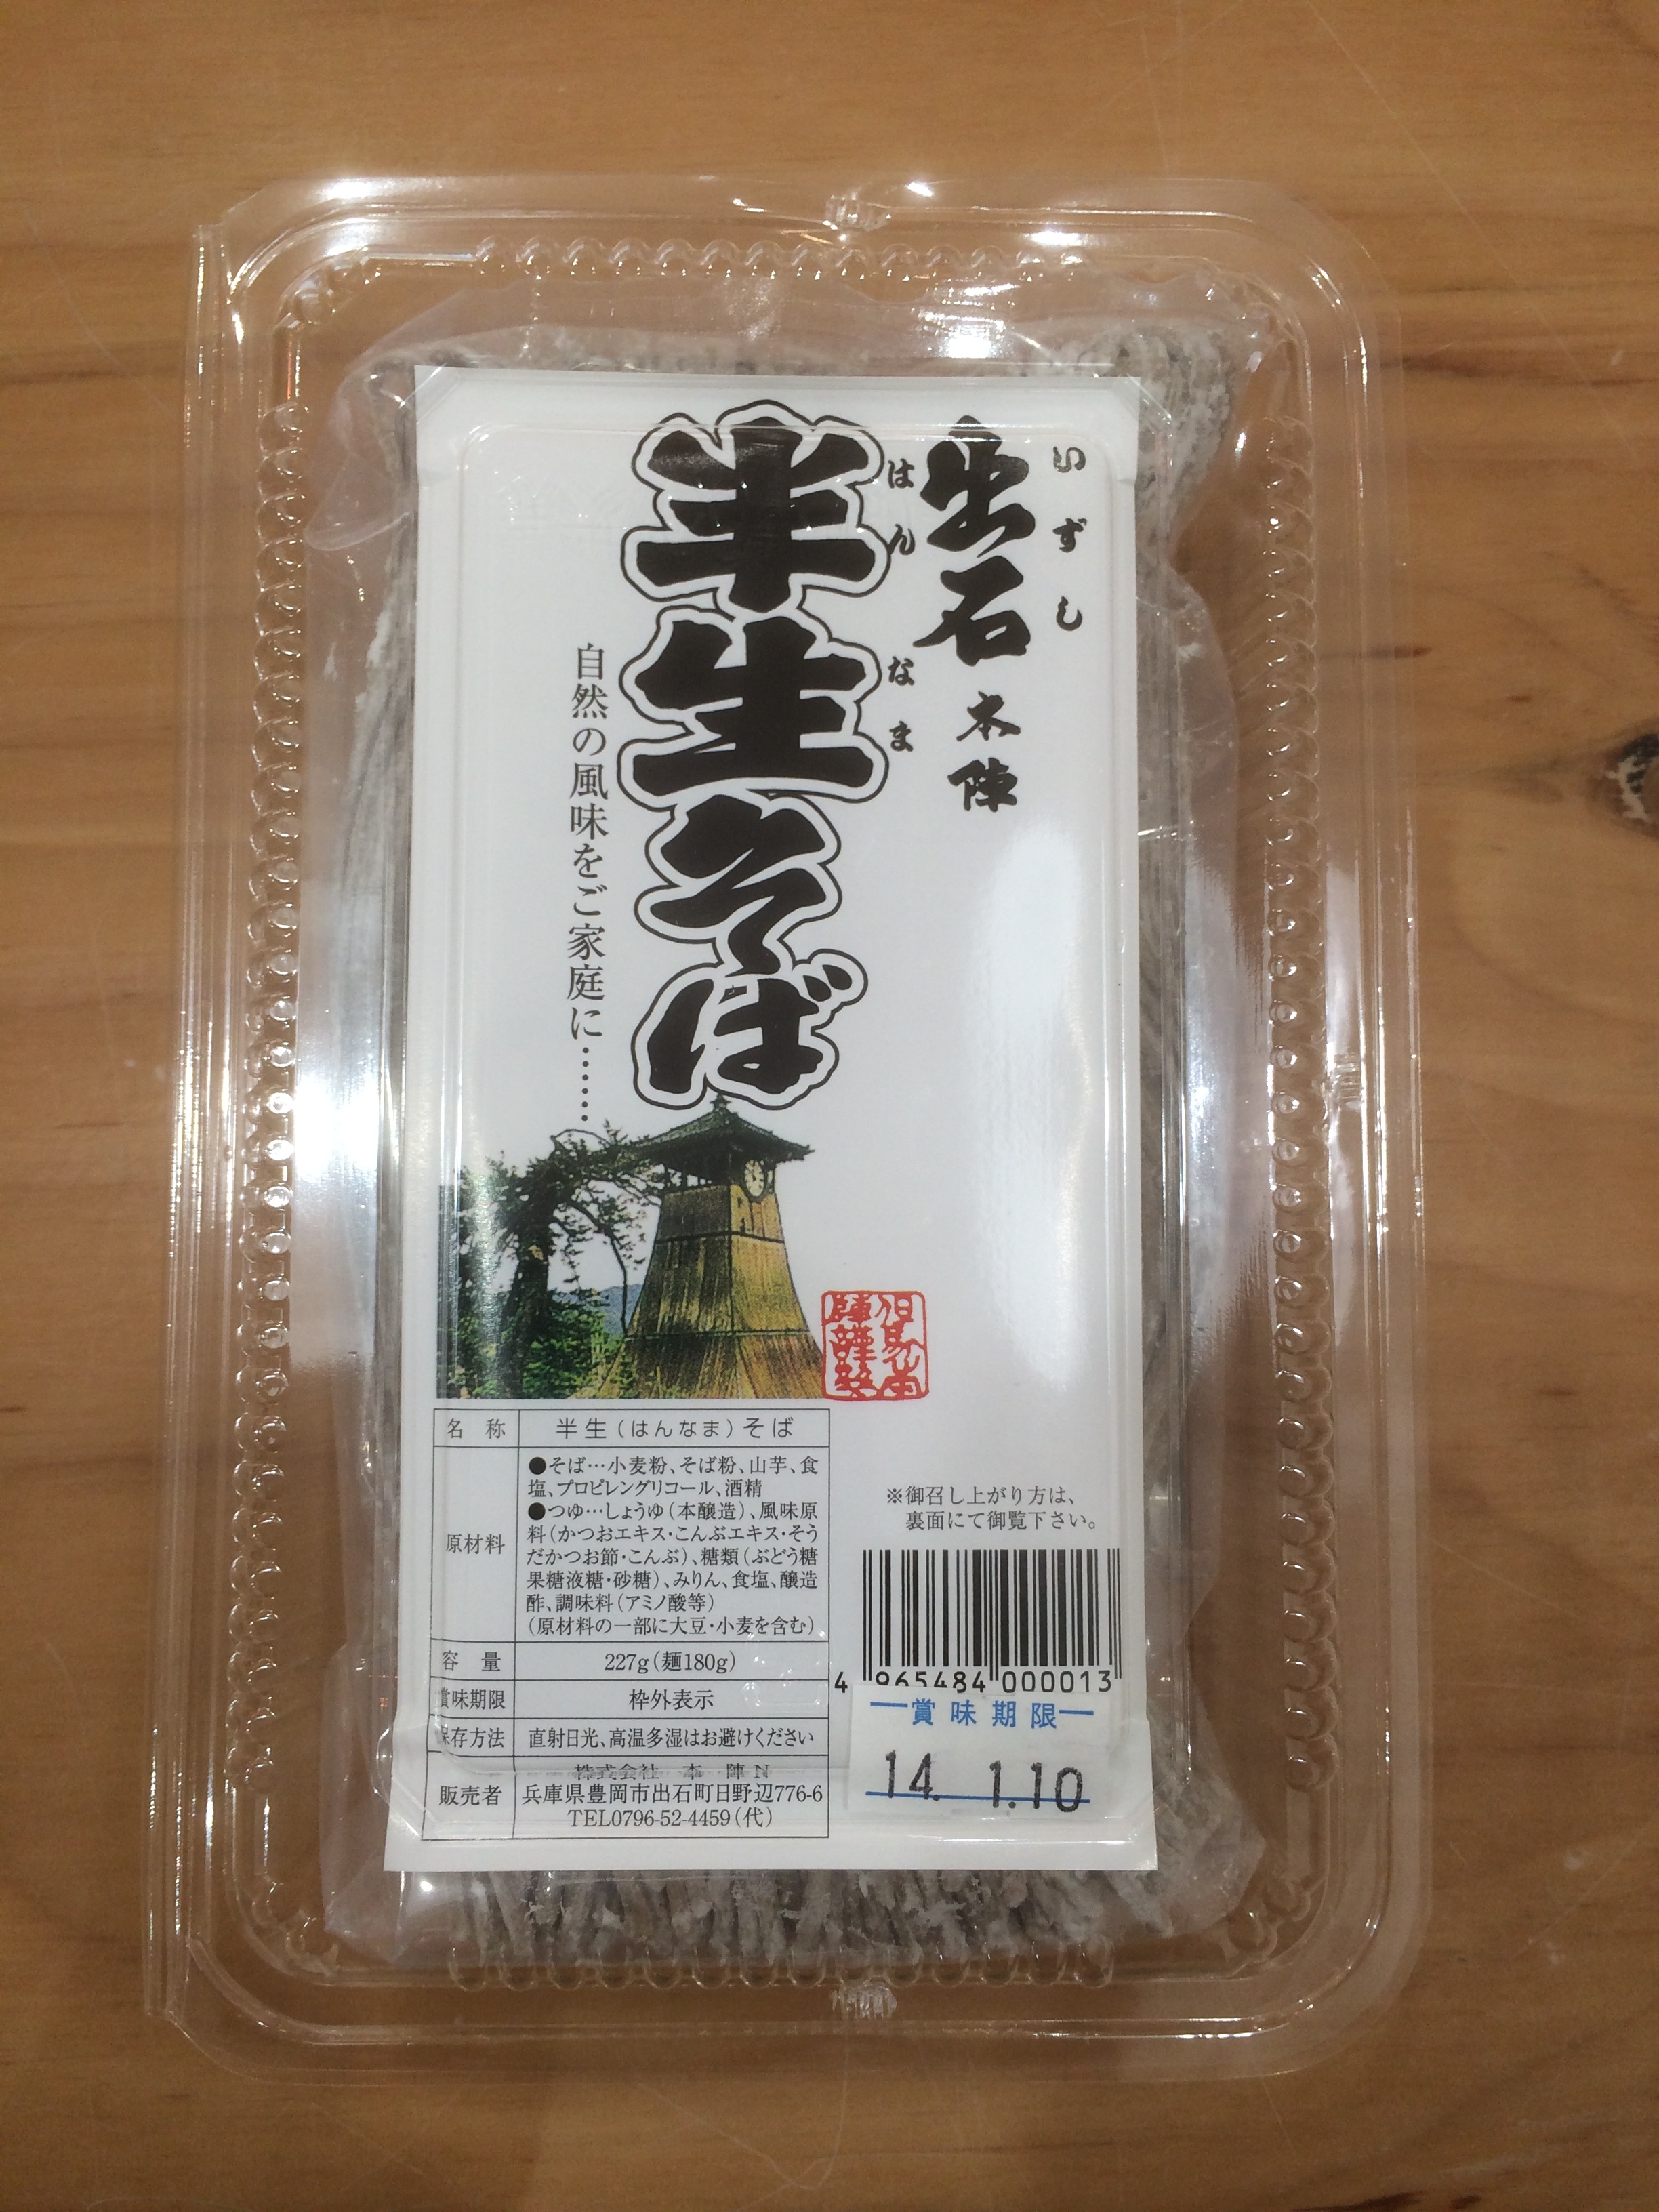 いずし
出石 本陣
はんなま
半生そば
自然の風味をご家庭に……
名 称
半生(はんなま)そば
原材料
●そば…小麦粉、そば粉、山芋、食
塩、プロピレングリコール、酒精
●つゆ…しょうゆ(本醸造)、風味原
料(かつおエキス・こんぶエキス・そう
だかつお節・こんぶ)、糖類(ぶどう糖
果糖液糖・砂糖)、みりん、食塩、醸造
酢、調味料(アミノ酸等)
(原材料の一部に大豆・小麦を含む)
容 量
227g(麺180g)
賞味期限
枠外表示
保存方法
直射日光、高温多湿はお避けください
販売者
株式会社 本 陣 N
兵庫県豊岡市出石町日野辺776-6
TEL0796-52-4459(代)
※御召し上がり方は、
裏面にて御覧下さい。
4 965484 000013
賞味期限
14. 1.10